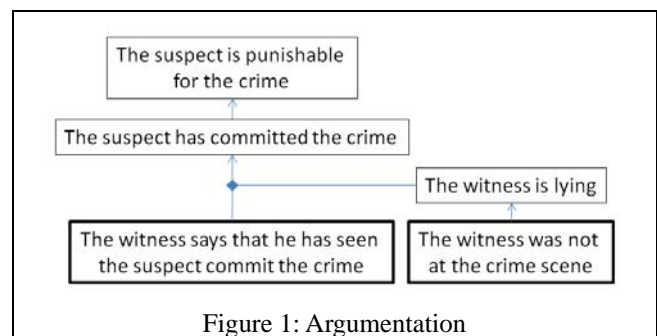 The suspect is punishable
for the crime
The suspect has committed the crime
The witness is lying
The witness says that he has seen
the suspect commit the crime
The witness was not
at the crime scene
Figure 1: Argumentation